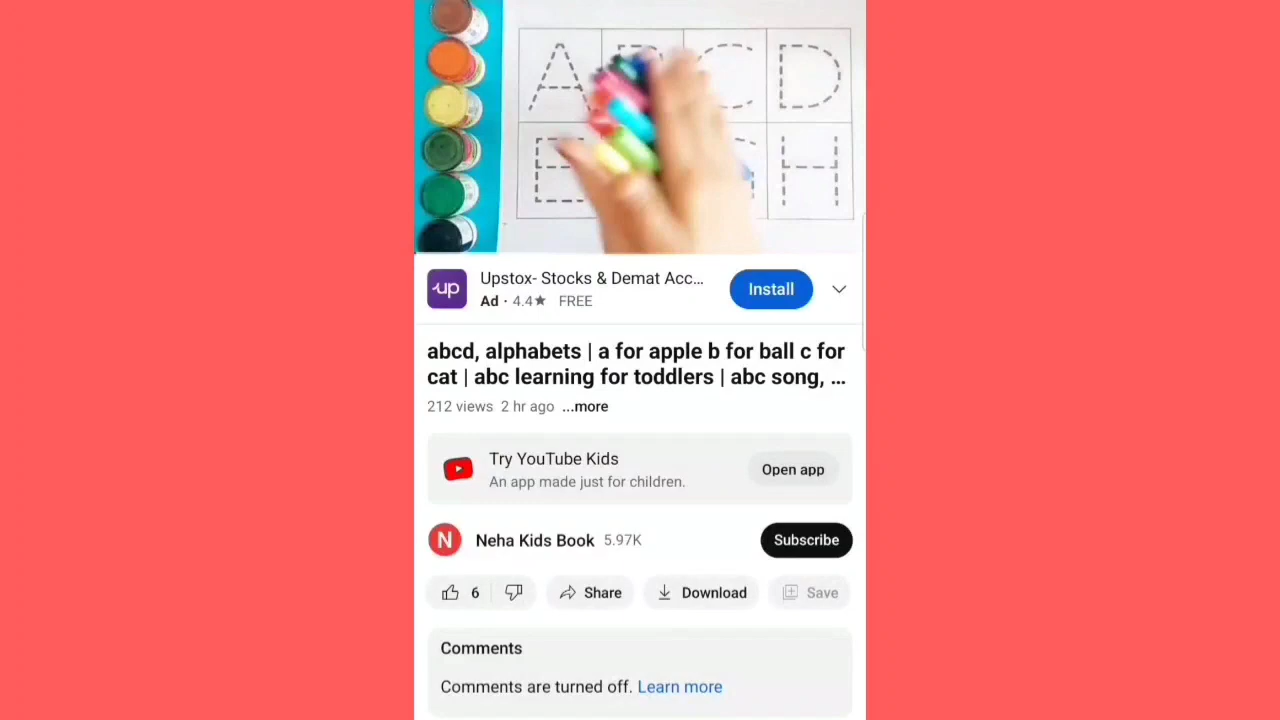 A B C D
E H
up
Upstox- Stocks & Demat Acc...
Ad · 4.4★ FREE
Install
abcd, alphabets | a for apple b for ball c for
cat | abc learning for toddlers | abc song, ...
212 views 2 hr ago ...more
Try YouTube Kids
An app made just for children.
Open app
N
Neha Kids Book 5.97K
Subscribe
6
Share
Download
Save
Comments
Comments are turned off. Learn more